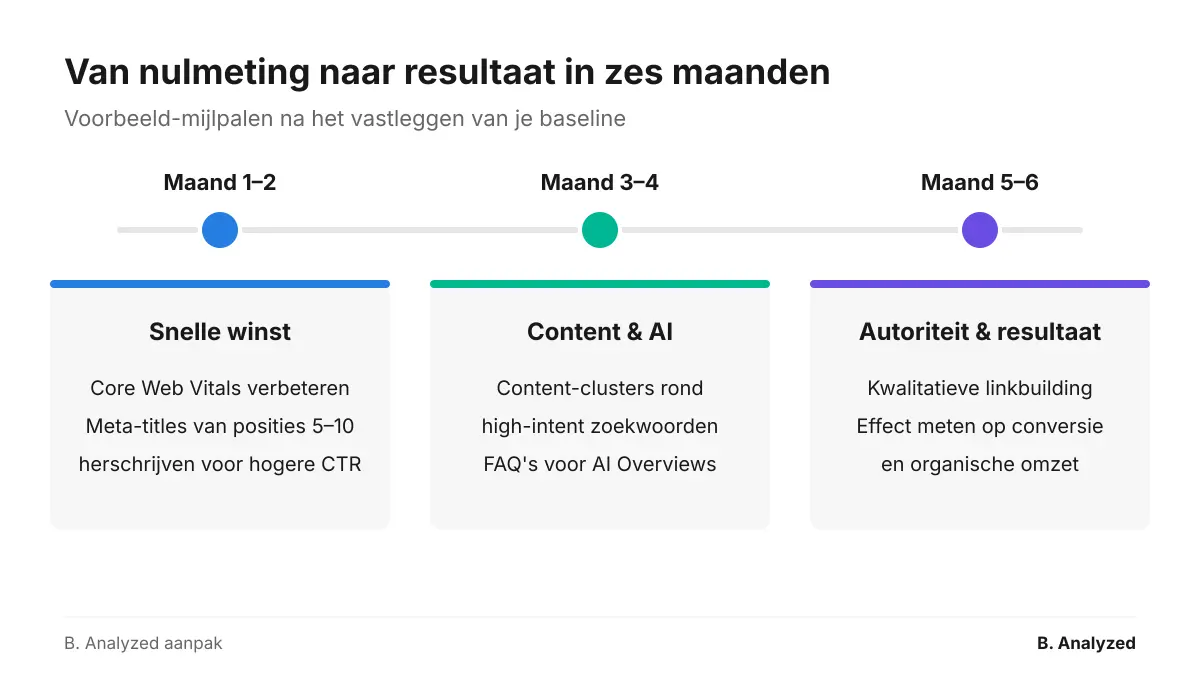 Van nulmeting naar resultaat in zes maanden
Voorbeeld-mijlpalen na het vastleggen van je baseline
Maand 1–2
Maand 3–4
Maand 5–6
Snelle winst
Core Web Vitals verbeteren
Meta-titles van posities 5–10
herschrijven voor hogere CTR
Content & AI
Content-clusters rond
high-intent zoekwoorden
FAQ's voor AI Overviews
Autoriteit & resultaat
Kwalitatieve linkbuilding
Effect meten op conversie
en organische omzet
B. Analyzed aanpak
B. Analyzed